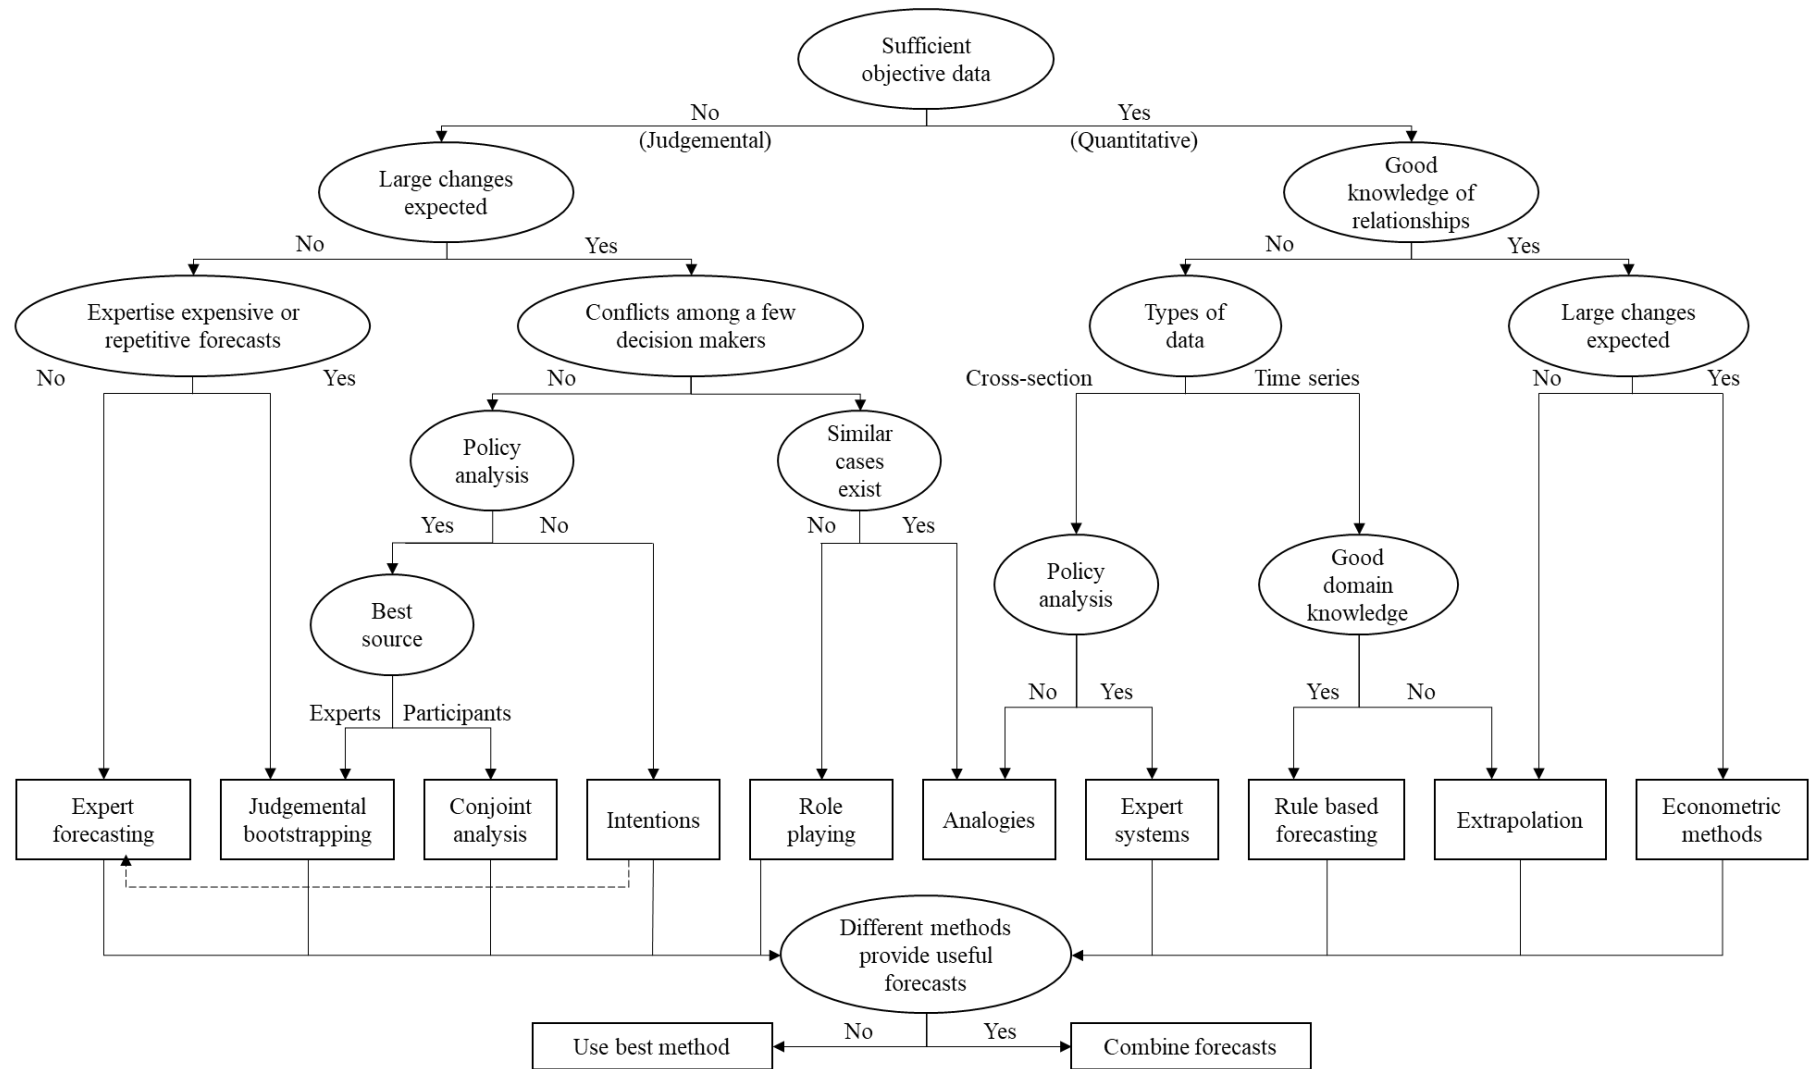 Sufficient
objective data
No
Yes
(Judgemental)
(Quantitative)
Large changes
expected
Good
knowledge of
relationships
No
Yes
No
Yes
Expertise expensive or
repetitive forecasts
Conflicts among a few
decision makers
Types of
data
Large changes
expected
No
Yes
No
Cross-section
Time series
No
Yes
Policy
analysis
Similar
cases
exist
Yes
No
No
Yes
Policy
analysis
Good
domain
knowledge
Best
source
No
Yes
Yes
No
Experts
Participants
Expert
forecasting
Judgemental
bootstrapping
Conjoint
analysis
Intentions
Role
playing
Analogies
Expert
systems
Rule based
forecasting
Extrapolation
Econometric
methods
Different methods
provide useful
forecasts
No
Yes
Use best method
Combine forecasts